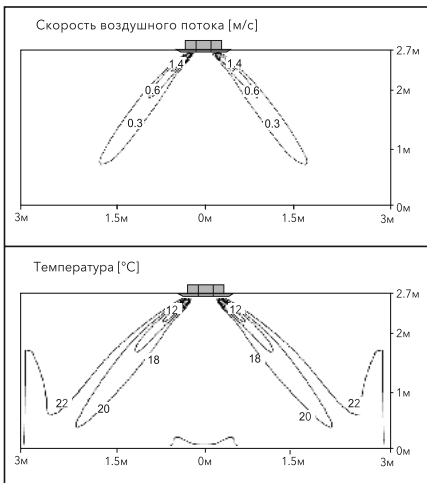 Скорость воздушного потока [м/с]
1.4 1.4 2.7м
0.6 0.6 2м
0.3 0.3
1м
0м
3м 1.5м 0м 1.5м 3м
Температура [°C]
2.7м
12 12 2м
18 18
1м
22 20 20 22
0м
3м 1.5м 0м 1.5м 3м